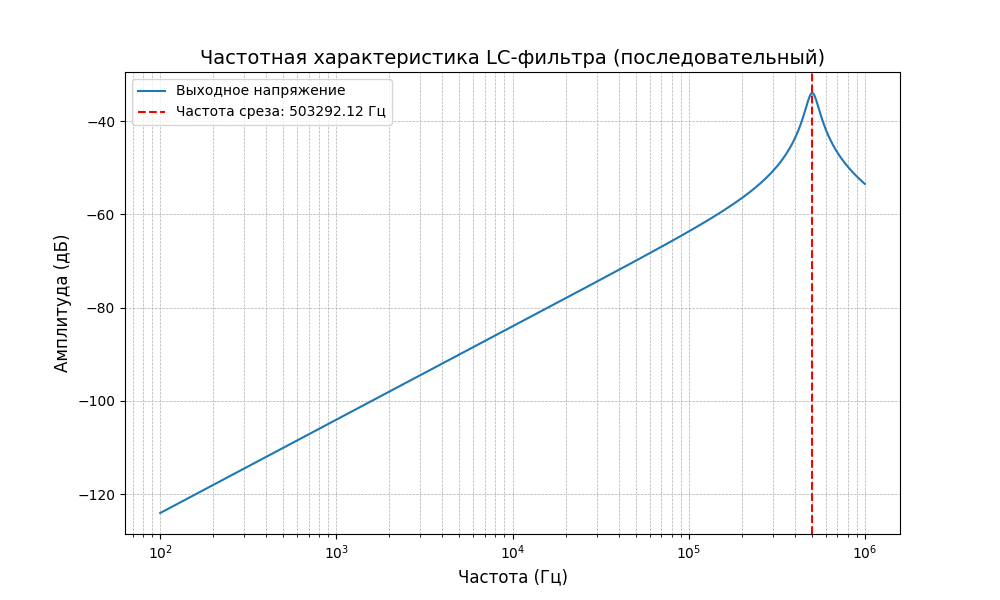 Частотная характеристика LC-фильтра (последовательный)
Выходное напряжение
Частота среза: 503292.12 Гц
Амплитуда (дБ)
−40
−60
−80
−100
−120
10²
10³
10⁴
10⁵
10⁶
Частота (Гц)